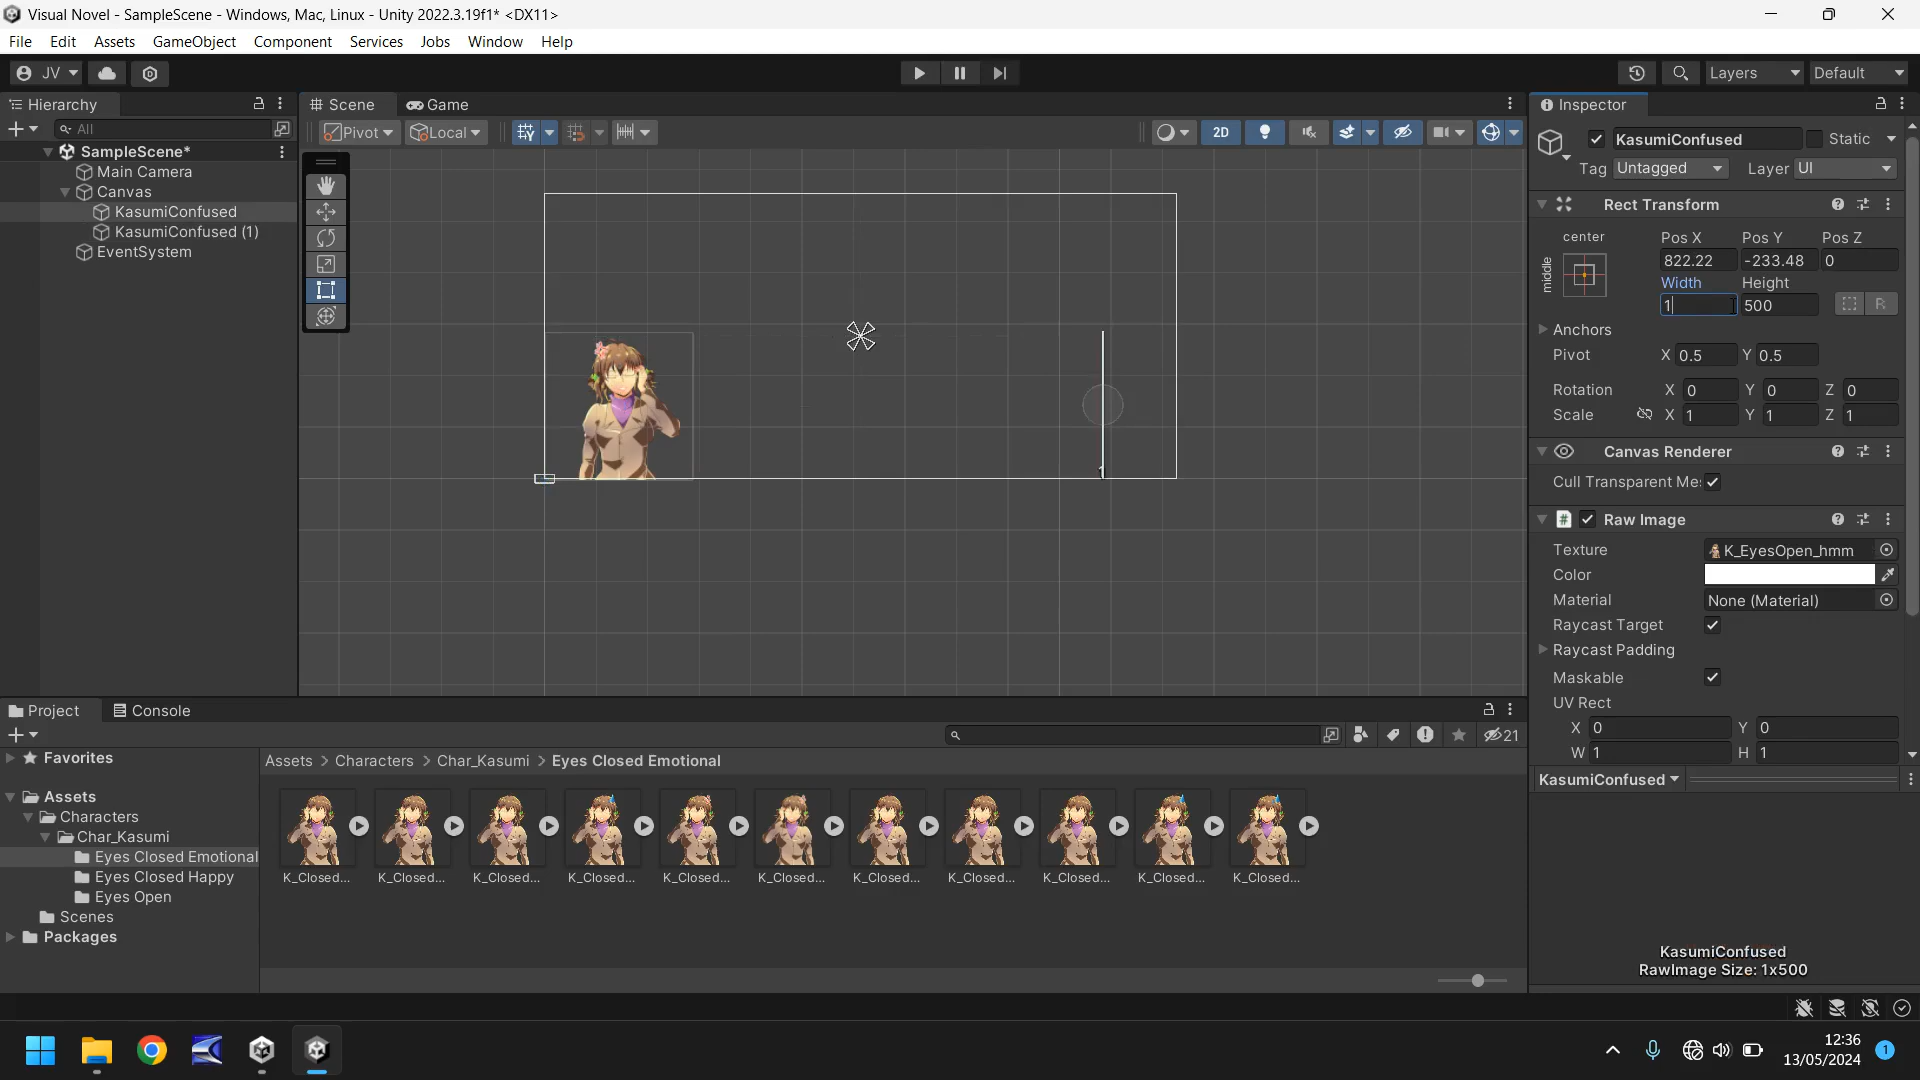 Visual Novel - SampleScene - Windows, Mac, Linux - Unity 2022.3.19f1* <DX11>
File Edit Assets GameObject Component Services Jobs Window Help
JV Layers Default
Hierarchy Scene Game Inspector
All Pivot Local 2D
SampleScene*
Main Camera
Canvas
KasumiConfused
KasumiConfused (1)
EventSystem
KasumiConfused Static
Tag Untagged Layer UI
Rect Transform
center
middle
Pos X Pos Y Pos Z
822.22 -233.48 0
Width Height
1 500 R
Anchors
Pivot X 0.5 Y 0.5
Rotation X 0 Y 0 Z 0
Scale X 1 Y 1 Z 1
Canvas Renderer
Cull Transparent Me:
Raw Image
Texture K_EyesOpen_hmm
Color
Material None (Material)
Raycast Target
Raycast Padding
Maskable
UV Rect
X 0 Y 0
W 1 H 1
KasumiConfused
KasumiConfused
RawImage Size: 1x500
1
Project Console
21
Favorites
Assets
Characters
Char_Kasumi
Eyes Closed Emotional
Eyes Closed Happy
Eyes Open
Scenes
Packages
Assets > Characters > Char_Kasumi > Eyes Closed Emotional
K_Closed... K_Closed... K_Closed... K_Closed... K_Closed... K_Closed... K_Closed... K_Closed... K_Closed... K_Closed... K_Closed...
12:36
13/05/2024
1